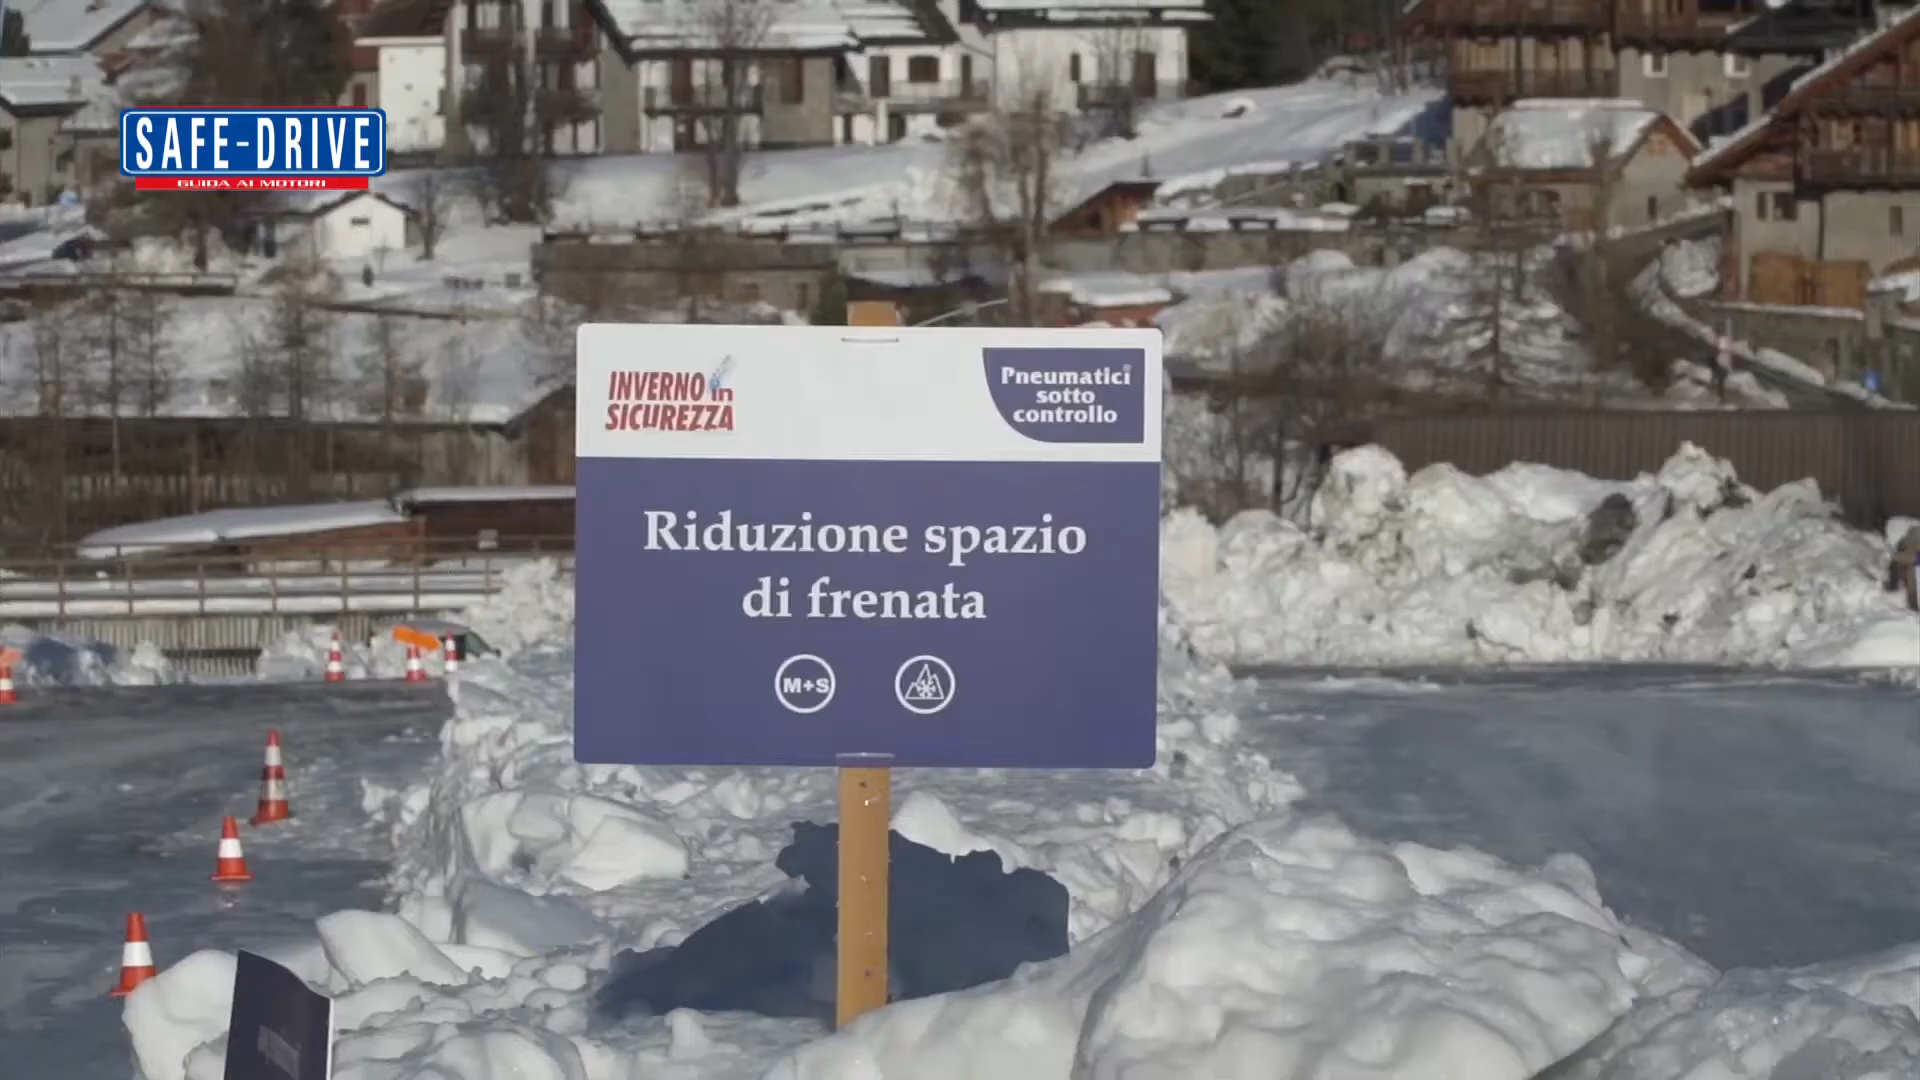 SAFE-DRIVE
GUIDA AI MOTORI
INVERNO in
SICUREZZA
Pneumatici
sotto
controllo
Riduzione spazio
di frenata
M+S